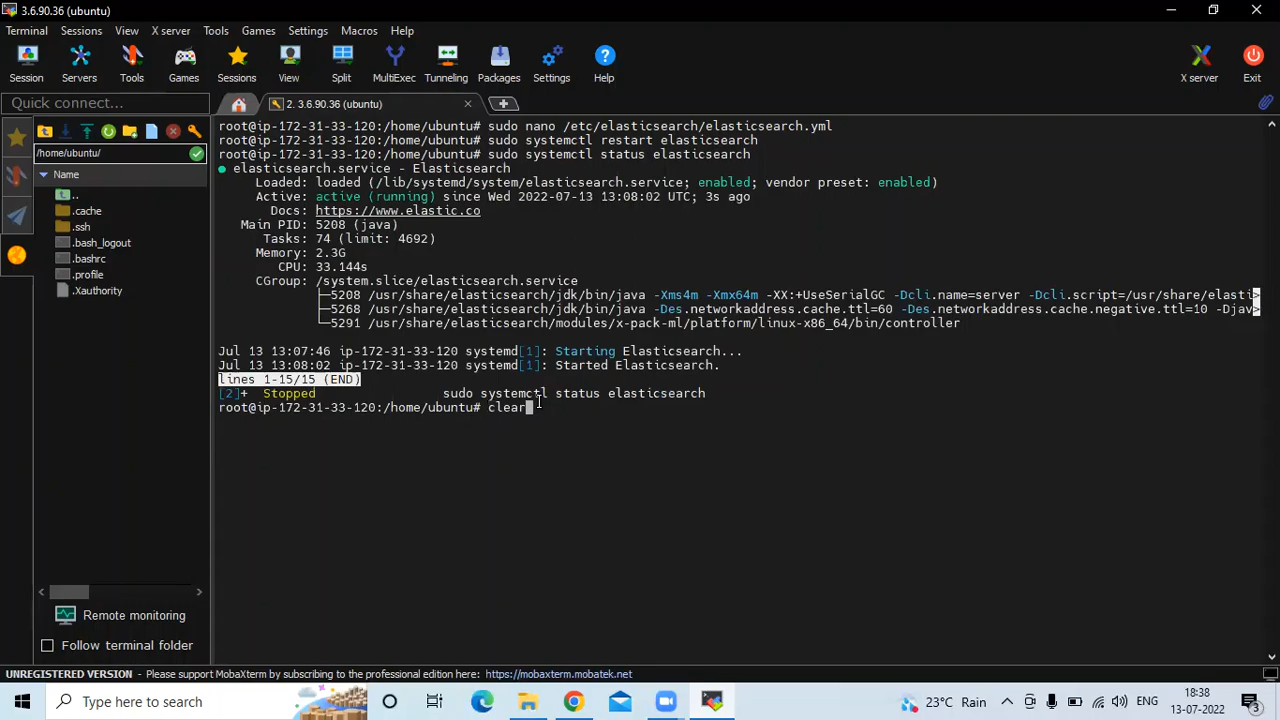 3.6.90.36 (ubuntu)
Terminal Sessions View X server Tools Games Settings Macros Help
Session Servers Tools Games Sessions View Split MultiExec Tunneling Packages Settings Help X server Exit
Quick connect...
2. 3.6.90.36 (ubuntu)
/home/ubuntu/
Name
..
.cache
.ssh
.bash_logout
.bashrc
.profile
.Xauthority
Remote monitoring
Follow terminal folder
root@ip-172-31-33-120:/home/ubuntu# sudo nano /etc/elasticsearch/elasticsearch.yml
root@ip-172-31-33-120:/home/ubuntu# sudo systemctl restart elasticsearch
root@ip-172-31-33-120:/home/ubuntu# sudo systemctl status elasticsearch
● elasticsearch.service - Elasticsearch
Loaded: loaded (/lib/systemd/system/elasticsearch.service; enabled; vendor preset: enabled)
Active: active (running) since Wed 2022-07-13 13:08:02 UTC; 3s ago
Docs: https://www.elastic.co
Main PID: 5208 (java)
Tasks: 74 (limit: 4692)
Memory: 2.3G
CPU: 33.144s
CGroup: /system.slice/elasticsearch.service
├─5208 /usr/share/elasticsearch/jdk/bin/java -Xms4m -Xmx64m -XX:+UseSerialGC -Dcli.name=server -Dcli.script=/usr/share/elasti>
├─5268 /usr/share/elasticsearch/jdk/bin/java -Des.networkaddress.cache.ttl=60 -Des.networkaddress.cache.negative.ttl=10 -Djav>
└─5291 /usr/share/elasticsearch/modules/x-pack-ml/platform/linux-x86_64/bin/controller
Jul 13 13:07:46 ip-172-31-33-120 systemd[1]: Starting Elasticsearch...
Jul 13 13:08:02 ip-172-31-33-120 systemd[1]: Started Elasticsearch.
lines 1-15/15 (END)
[2]+ Stopped sudo systemctl status elasticsearch
root@ip-172-31-33-120:/home/ubuntu# clear
UNREGISTERED VERSION - Please support MobaXterm by subscribing to the professional edition here: https://mobaxterm.mobatek.net
Type here to search
23°C Rain
ENG
18:38
13-07-2022
3